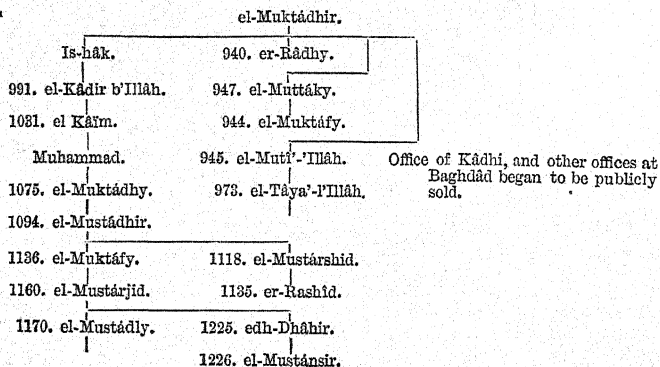 el-Muktádhir.
Is-hâk. 940. er-Râdhy.
991. el-Kâdir b'Illâh. 947. el-Muttáky.
1031. el Kâïm. 944. el-Muktáfy.
Muhammad. 945. el-Mutî'-'Illâh. Office of Kâdhi, and other offices at
Baghdâd began to be publicly
1075. el-Muktádhy. 973. el-Tâya'-l'Illâh. sold.
1094. el-Mustádhir.
1136. el-Muktáfy. 1118. el-Mustárshid.
1160. el-Mustárjid. 1135. er-Rashîd.
1170. el-Mustádly. 1225. edh-Dhâhir.
1226. el-Mustánsir.